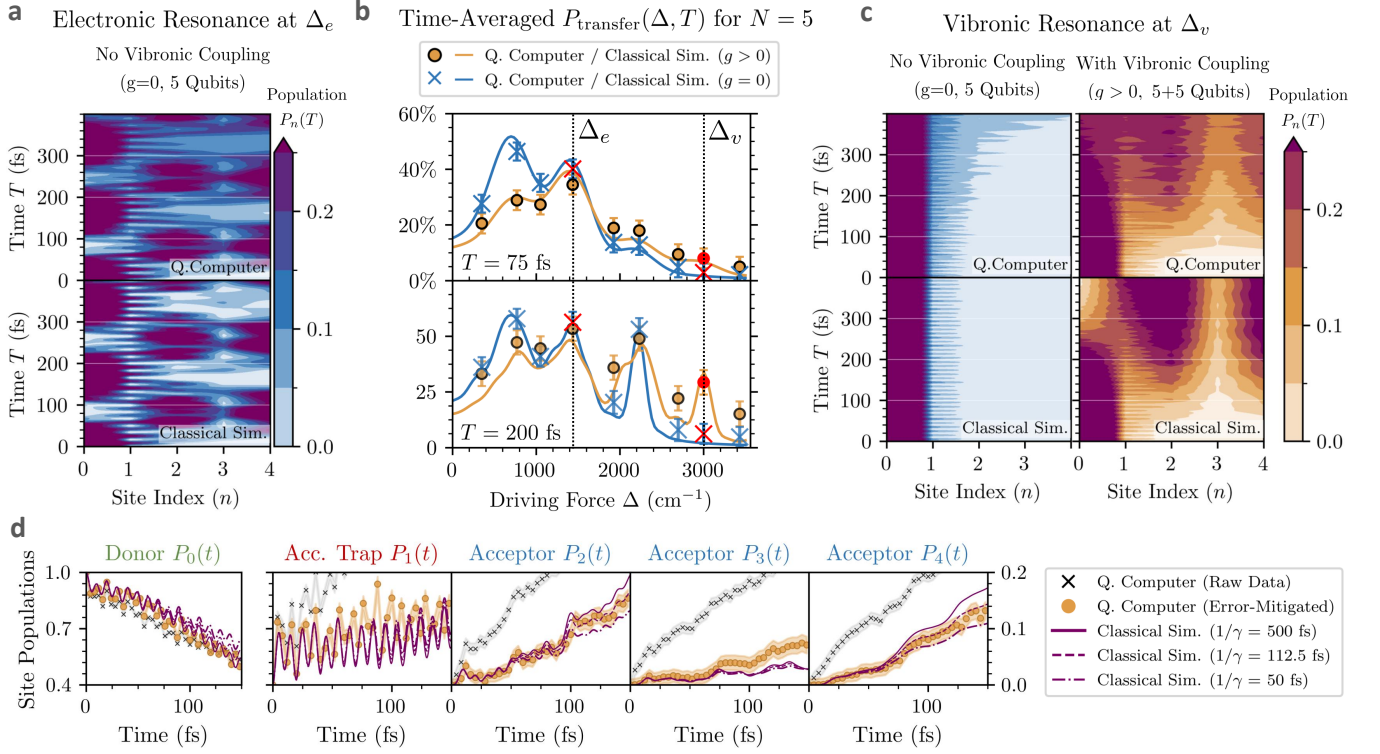 a
Electronic Resonance at Δe
No Vibronic Coupling
(g=0, 5 Qubits)
Population
Pn(T)
Time T (fs)
300
200
100
0
Q.Computer
Time T (fs)
300
200
100
0
Classical Sim.
0 1 2 3 4
Site Index (n)
0.2
0.1
0.0
b
Time-Averaged Ptransfer(Δ, T) for N = 5
Q. Computer / Classical Sim. (g > 0)
Q. Computer / Classical Sim. (g = 0)
60%
40%
20%
0
Δe
Δv
T = 75 fs
50
25
0
T = 200 fs
0 1000 2000 3000
Driving Force Δ (cm−1)
c
Vibronic Resonance at Δv
No Vibronic Coupling
(g=0, 5 Qubits)
With Vibronic Coupling
(g > 0, 5+5 Qubits)
Population
Pn(T)
Time T (fs)
300
200
100
0
Q.Computer
Q.Computer
Time T (fs)
300
200
100
0
Classical Sim.
Classical Sim.
0 1 2 3
0 1 2 3 4
Site Index (n)
Site Index (n)
0.2
0.1
0.0
d
Donor P0(t)
Acc. Trap P1(t)
Acceptor P2(t)
Acceptor P3(t)
Acceptor P4(t)
Site Populations
1.0
0.7
0.4
0.2
0.1
0.0
0 100
0 100
0 100
0 100
0 100
Time (fs)
Time (fs)
Time (fs)
Time (fs)
Time (fs)
Q. Computer (Raw Data)
Q. Computer (Error-Mitigated)
Classical Sim. (1/γ = 500 fs)
Classical Sim. (1/γ = 112.5 fs)
Classical Sim. (1/γ = 50 fs)